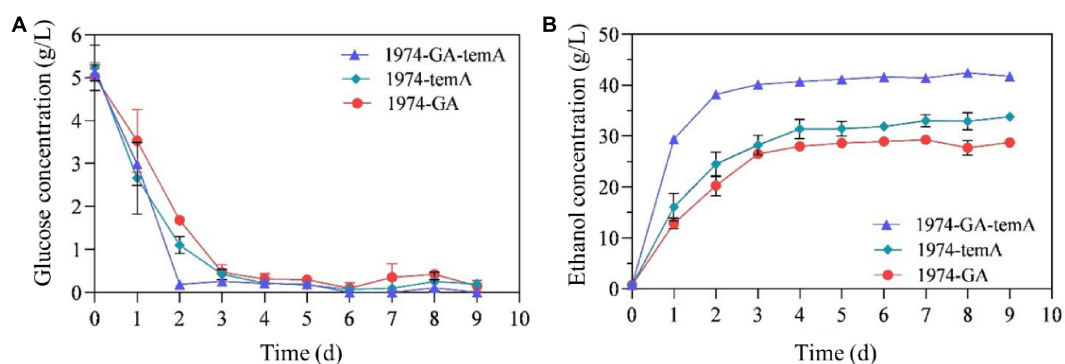 A
Glucose concentration (g/L)
6
5
4
3
2
1
0
1974-GA-temA
1974-temA
1974-GA
0 1 2 3 4 5 6 7 8 9 10
Time (d)
B
Ethanol concentration (g/L)
50
40
30
20
10
0
1974-GA-temA
1974-temA
1974-GA
0 1 2 3 4 5 6 7 8 9 10
Time (d)